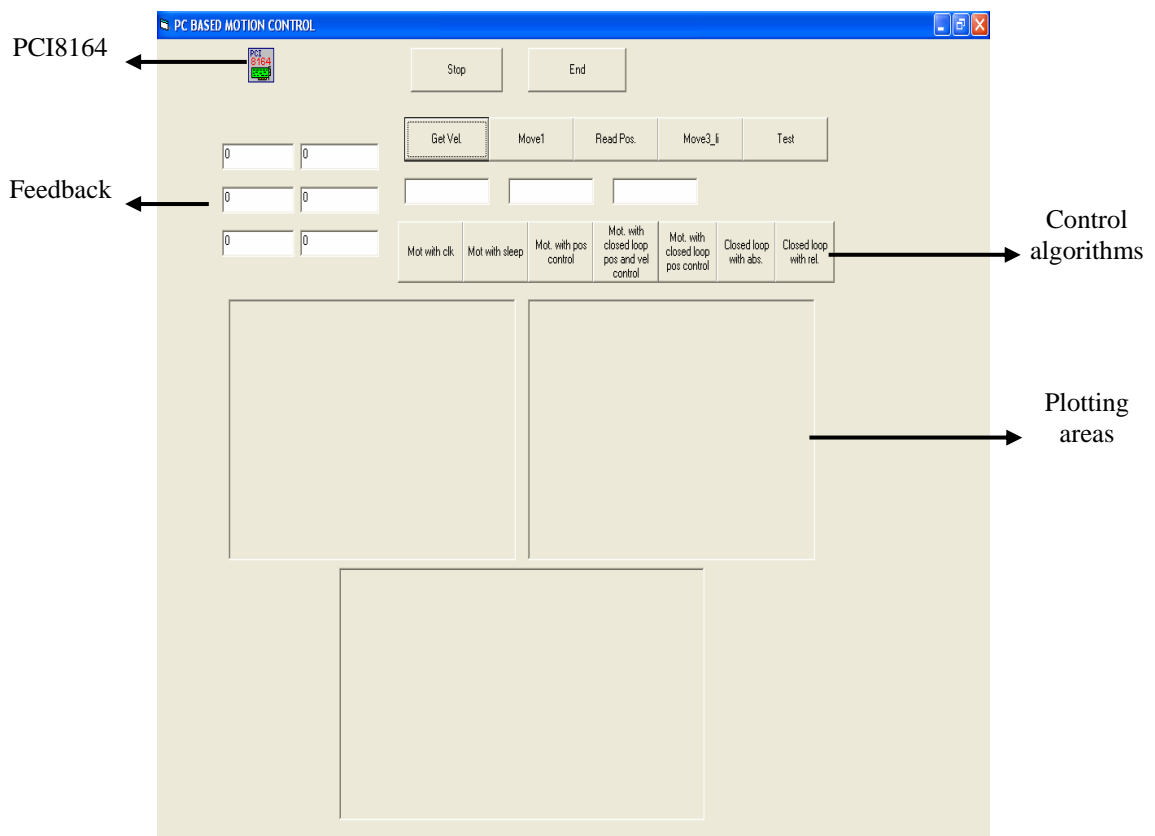 PC BASED MOTION CONTROL
PCI8164
PCI
8164
Stop
End
Get Vel.
Move1
Read Pos.
Move3_li
Test
0
0
Feedback
0
0
0
0
Mot with clk
Mot with sleep
Mot. with pos
control
Mot. with
closed loop
pos and vel
control
Mot. with
closed loop
pos control
Closed loop
with abs.
Closed loop
with rel.
Control
algorithms
Plotting
areas